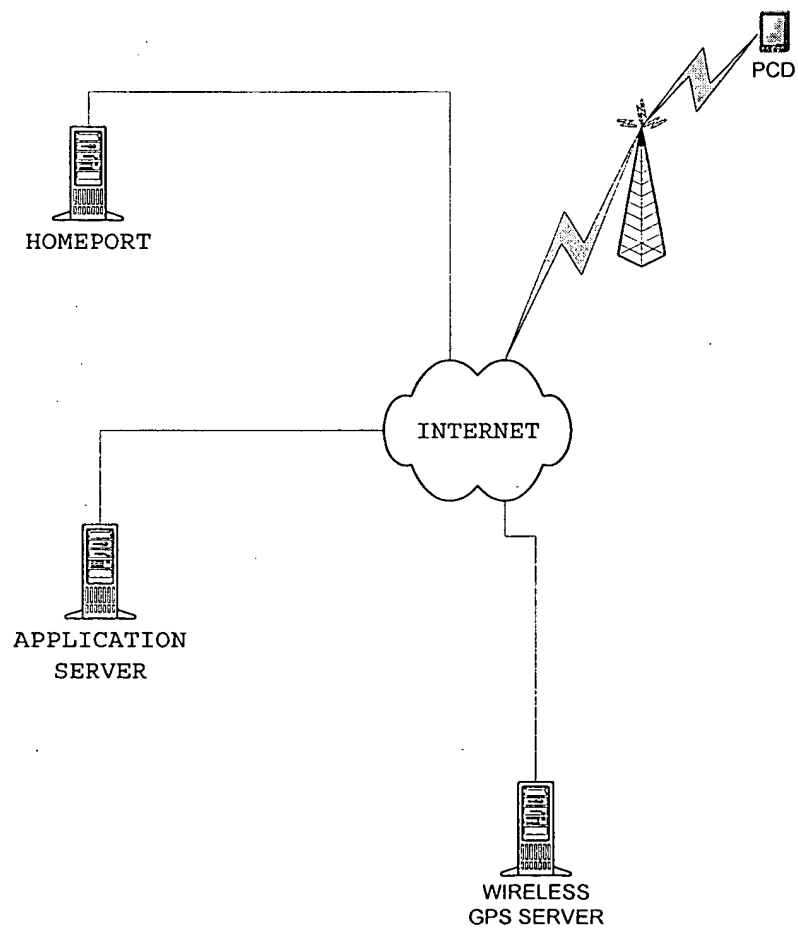 PCD
HOMEPORT
INTERNET
APPLICATION
SERVER
WIRELESS
GPS SERVER